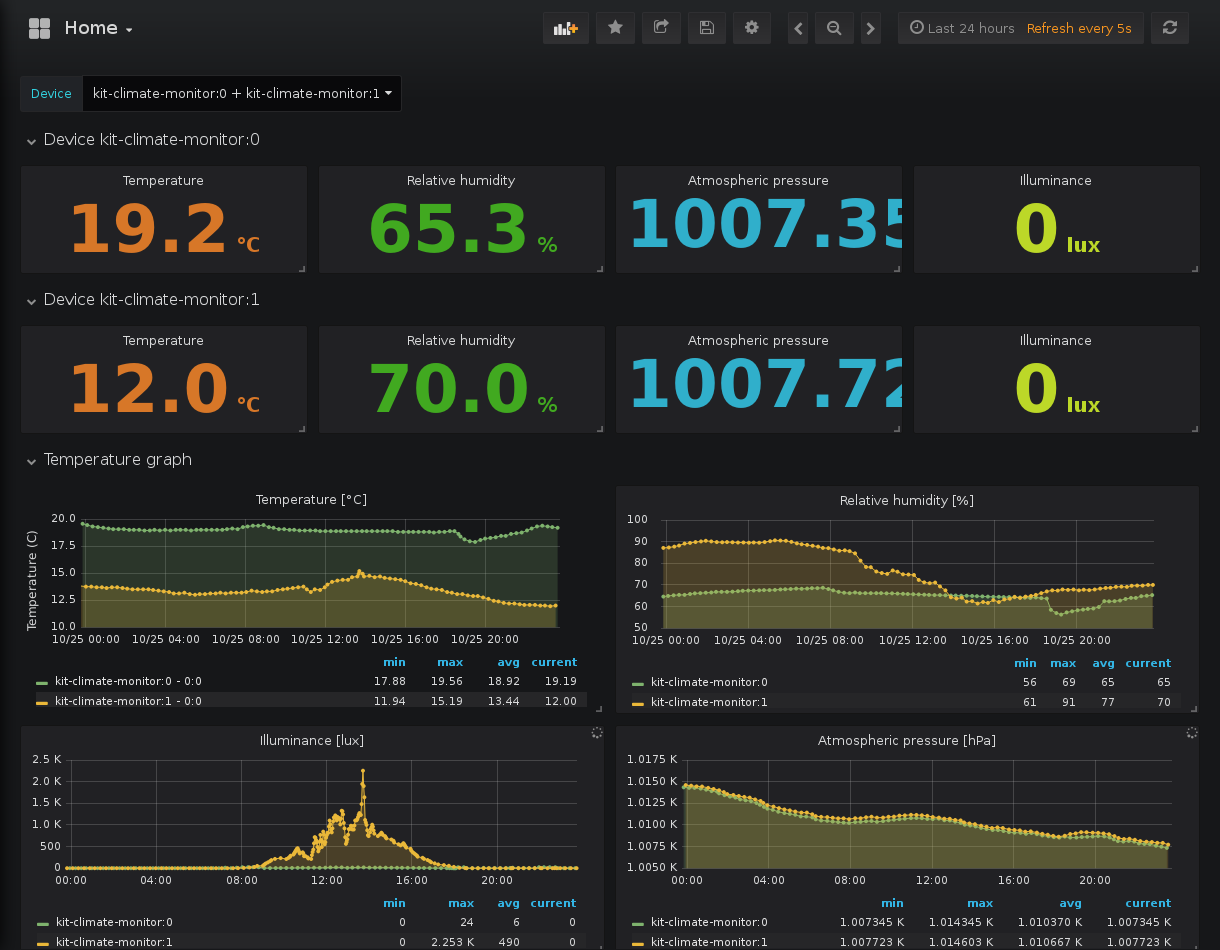 Home
Last 24 hours Refresh every 5s
Device kit-climate-monitor:0 + kit-climate-monitor:1
Device kit-climate-monitor:0
Temperature Relative humidity Atmospheric pressure Illuminance
19.2 °C 65.3 % 1007.35 0 lux
Device kit-climate-monitor:1
Temperature Relative humidity Atmospheric pressure Illuminance
12.0 °C 70.0 % 1007.72 0 lux
Temperature graph
Temperature [°C]
Temperature (C)
20.0
17.5
15.0
12.5
10.0
10/25 00:00 10/25 04:00 10/25 08:00 10/25 12:00 10/25 16:00 10/25 20:00
min max avg current
kit-climate-monitor:0 - 0:0 17.88 19.56 18.92 19.19
kit-climate-monitor:1 - 0:0 11.94 15.19 13.44 12.00
Relative humidity [%]
100
90
80
70
60
50
10/25 00:00 10/25 04:00 10/25 08:00 10/25 12:00 10/25 16:00 10/25 20:00
min max avg current
kit-climate-monitor:0 56 69 65 65
kit-climate-monitor:1 61 91 77 70
Illuminance [lux]
2.5 K
2.0 K
1.5 K
1.0 K
500
0
00:00 04:00 08:00 12:00 16:00 20:00
min max avg current
kit-climate-monitor:0 0 24 6 0
kit-climate-monitor:1 0 2.253 K 490 0
Atmospheric pressure [hPa]
1.0175 K
1.0150 K
1.0125 K
1.0100 K
1.0075 K
1.0050 K
00:00 04:00 08:00 12:00 16:00 20:00
min max avg current
kit-climate-monitor:0 1.007345 K 1.014345 K 1.010370 K 1.007345 K
kit-climate-monitor:1 1.007723 K 1.014603 K 1.010667 K 1.007723 K